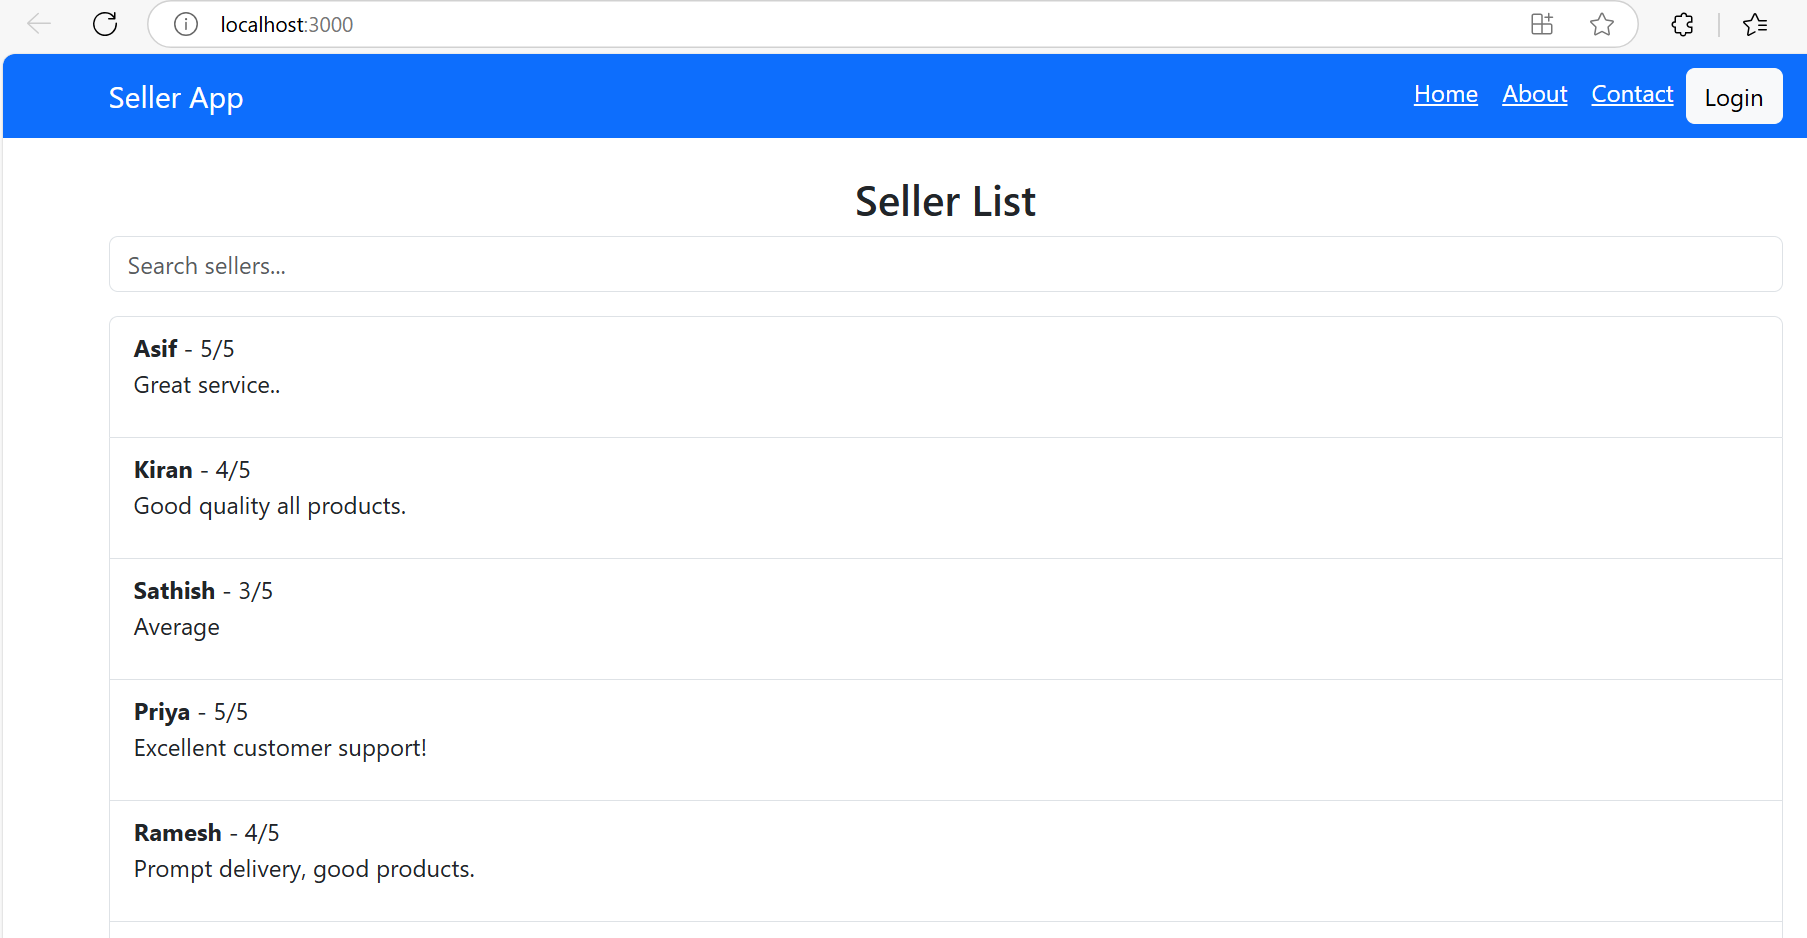 localhost:3000
Seller App Home About Contact Login
Seller List
Search sellers...
Asif - 5/5
Great service..
Kiran - 4/5
Good quality all products.
Sathish - 3/5
Average
Priya - 5/5
Excellent customer support!
Ramesh - 4/5
Prompt delivery, good products.